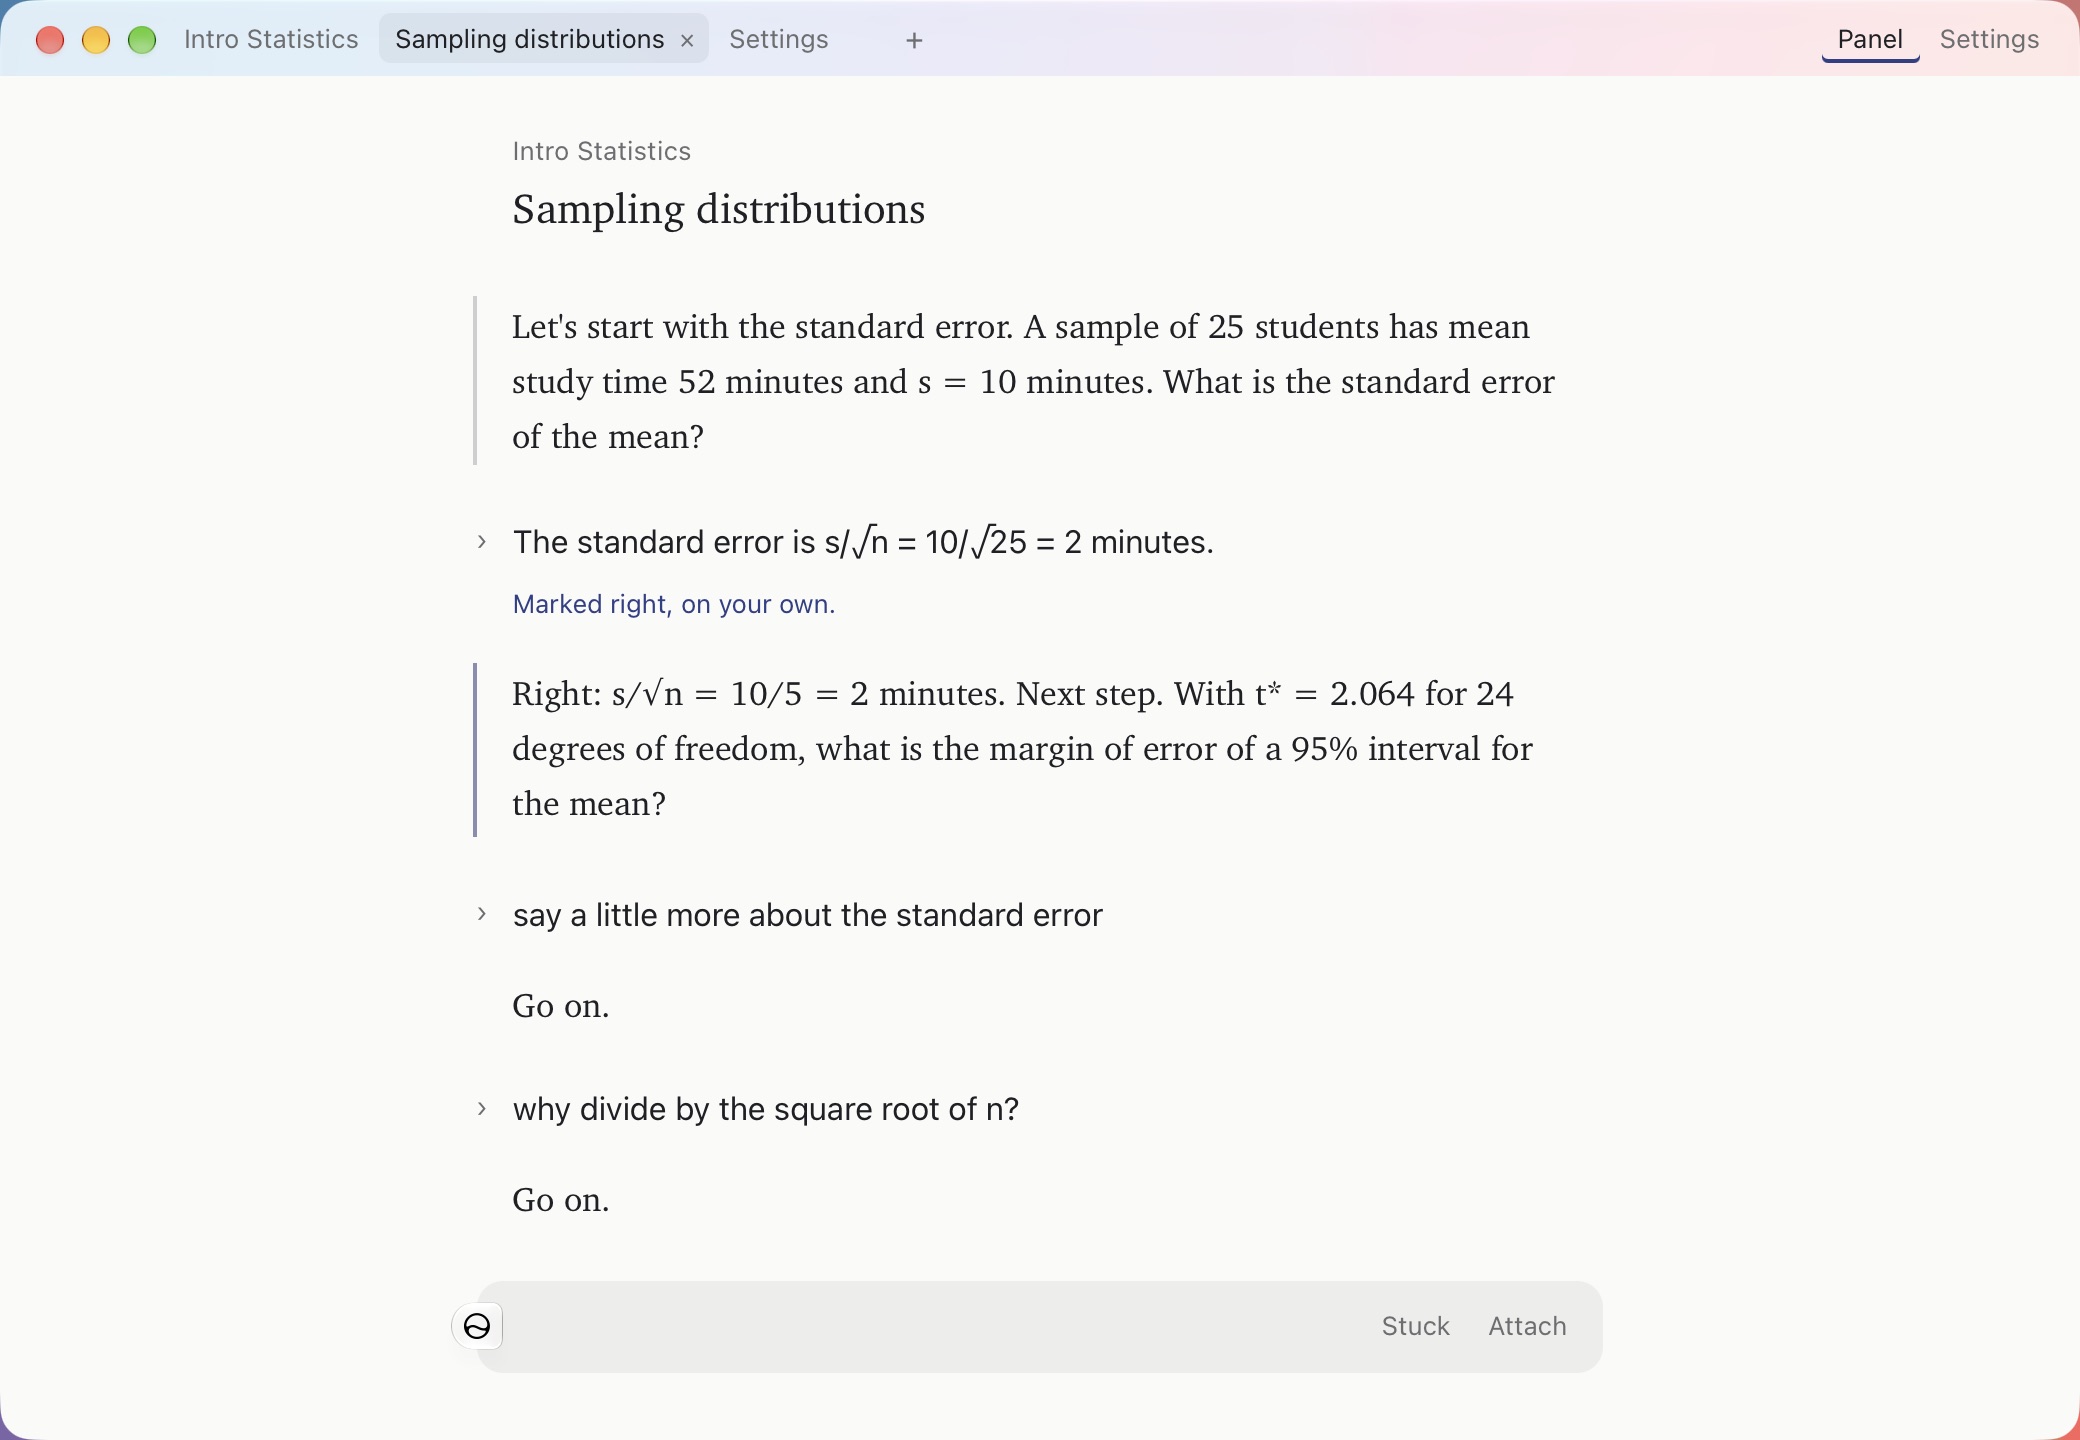 Intro Statistics
Sampling distributions ×
Settings
+
Panel
Settings
Intro Statistics
Sampling distributions
Let's start with the standard error. A sample of 25 students has mean
study time 52 minutes and s = 10 minutes. What is the standard error
of the mean?
› The standard error is s/√n = 10/√25 = 2 minutes.
Marked right, on your own.
Right: s/√n = 10/5 = 2 minutes. Next step. With t* = 2.064 for 24
degrees of freedom, what is the margin of error of a 95% interval for
the mean?
› say a little more about the standard error
Go on.
› why divide by the square root of n?
Go on.
Stuck
Attach